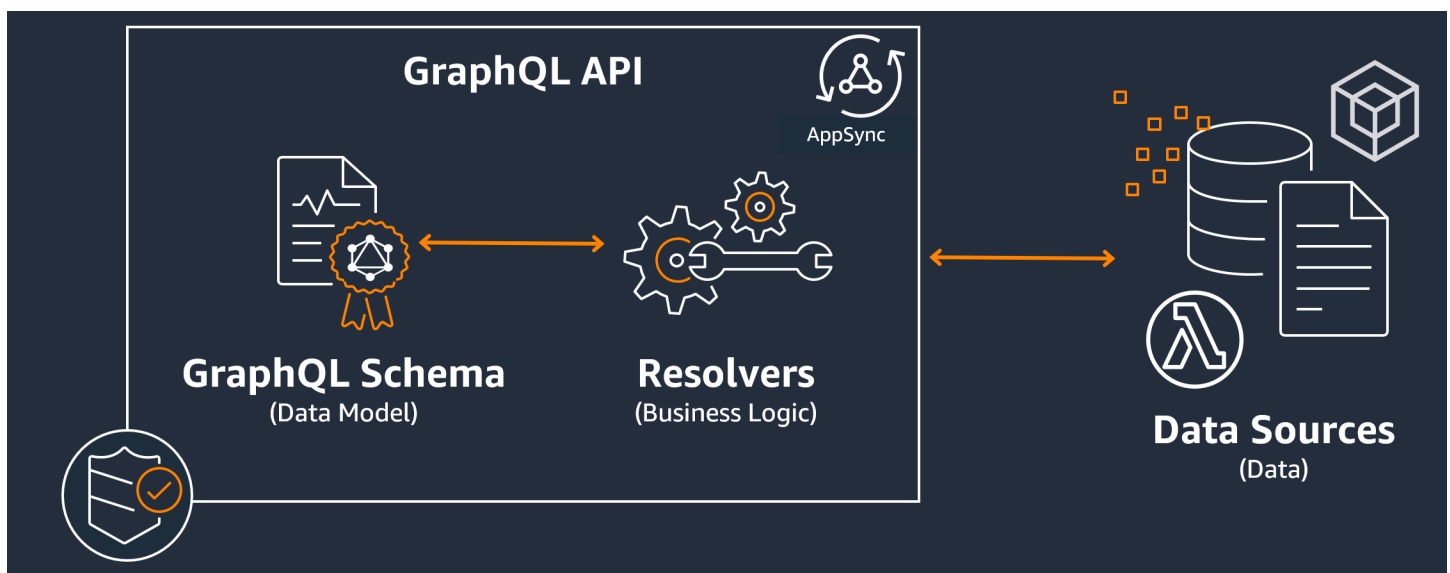 GraphQL API
AppSync
GraphQL Schema
(Data Model)
Resolvers
(Business Logic)
Data Sources
(Data)